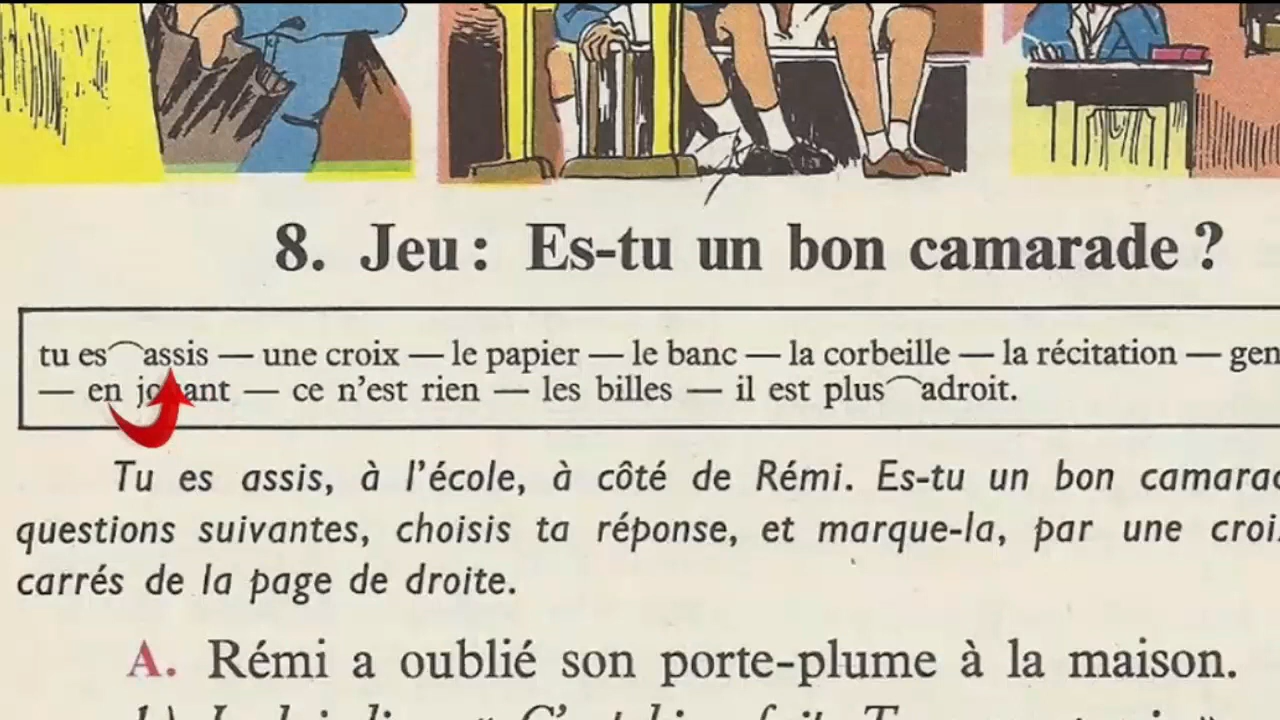 8. Jeu : Es-tu un bon camarade ?
tu es assis — une croix — le papier — le banc — la corbeille — la récitation —
— en jouant — ce n'est rien — les billes — il est plus adroit.
Tu es assis, à l'école, à côté de Rémi. Es-tu un bon
questions suivantes, choisis ta réponse, et marque-la, par une
carrés de la page de droite.
A. Rémi a oublié son porte-plume à la maison.